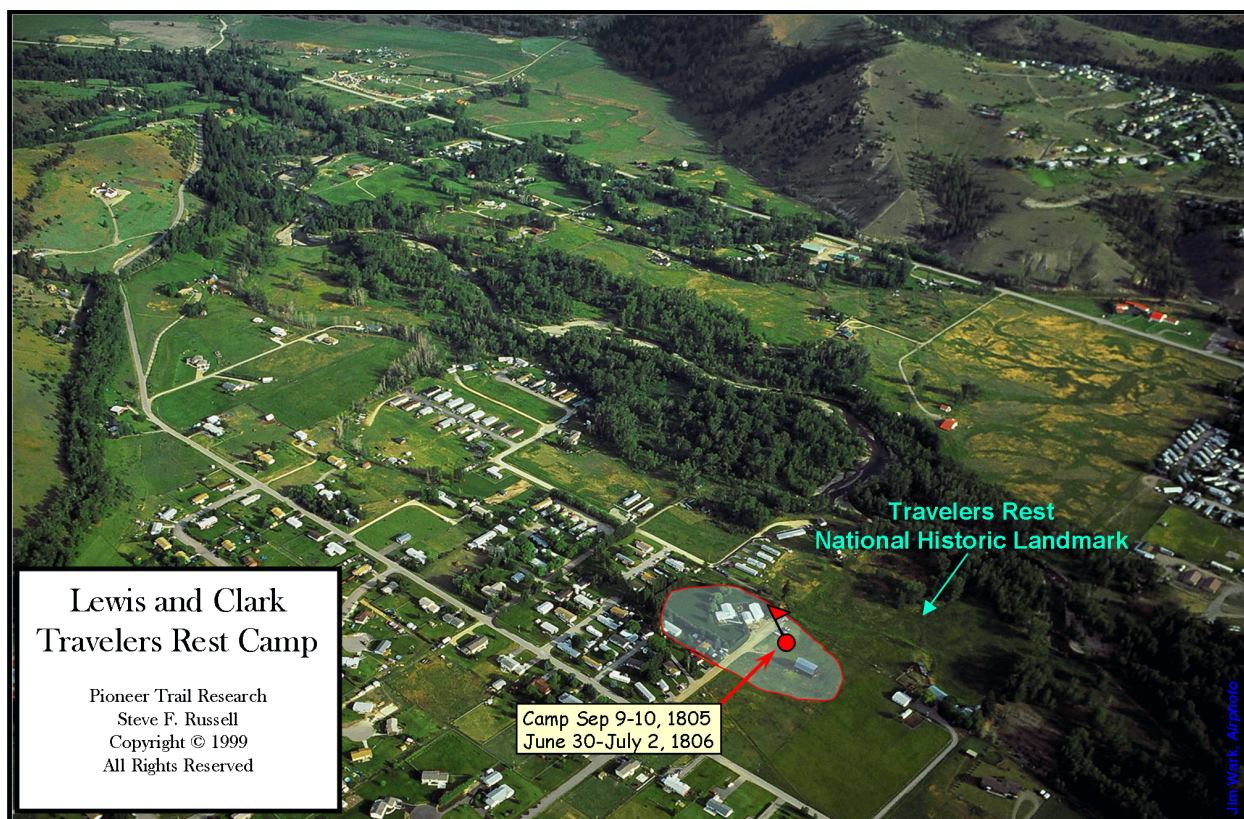 Travelers Rest
National Historic Landmark
Lewis and Clark
Travelers Rest Camp
Pioneer Trail Research
Steve F. Russell
Copyright © 1999
All Rights Reserved
Camp Sep 9-10, 1805
June 30-July 2, 1806
Jim Wark, Airphoto